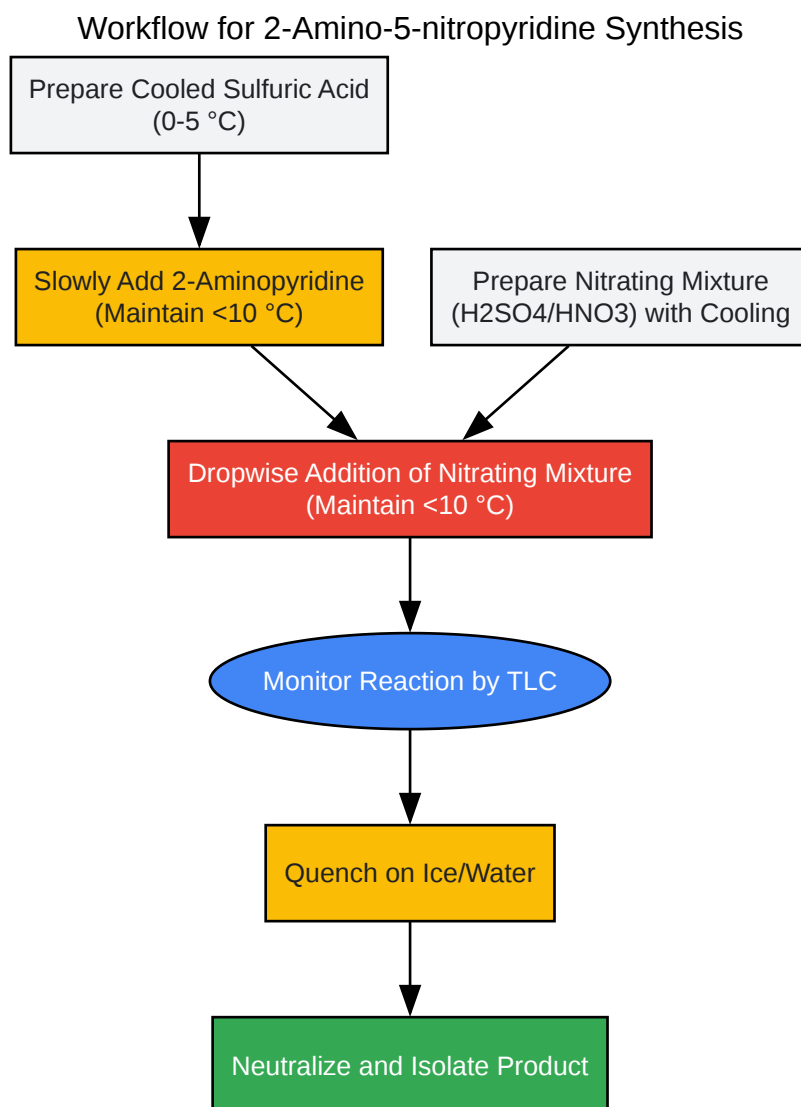 Workflow for 2-Amino-5-nitropyridine Synthesis
Prepare Cooled Sulfuric Acid
(0-5 °C)
Slowly Add 2-Aminopyridine
(Maintain <10 °C)
Prepare Nitrating Mixture
(H2SO4/HNO3) with Cooling
Dropwise Addition of Nitrating Mixture
(Maintain <10 °C)
Monitor Reaction by TLC
Quench on Ice/Water
Neutralize and Isolate Product